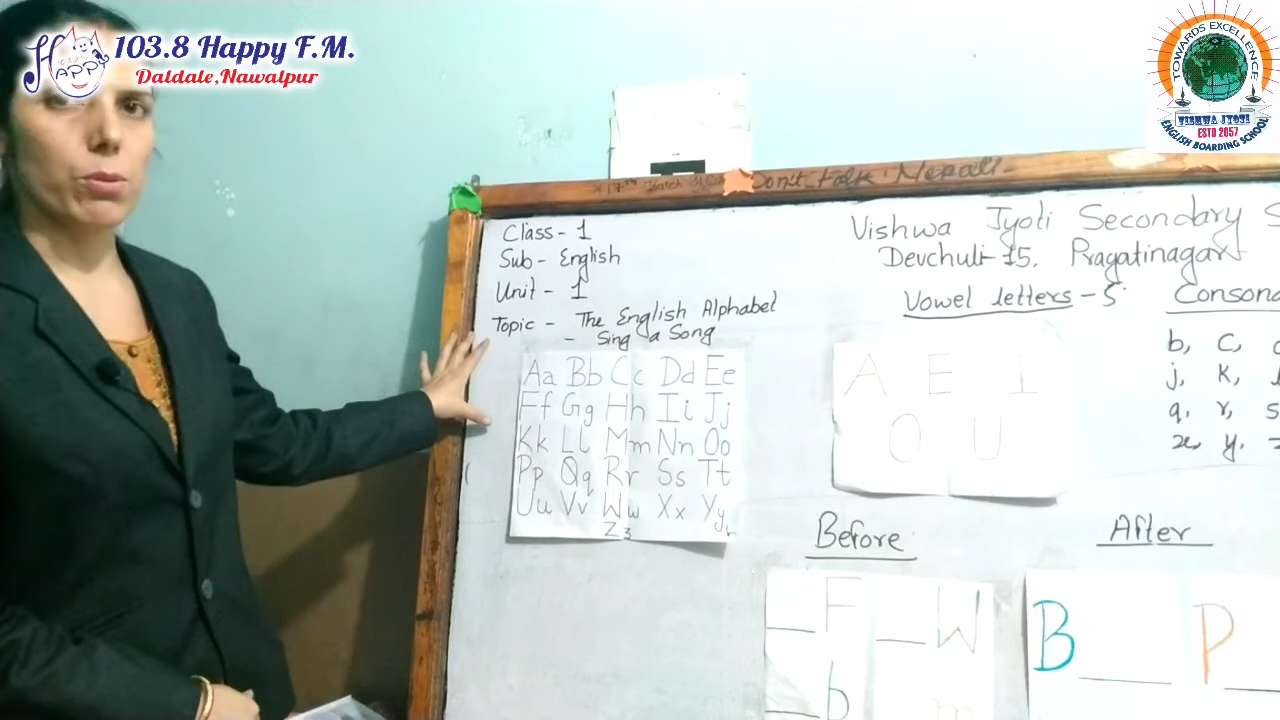 103.8 Happy F.M.
Daldale,Nawalpur
HAPPY
TOWARDS EXCELLENCE
VISHWA JYOTI
ESTD 2057
ENGLISH BOARDING SCHOOL
Don't Talk Nepali
Class - 1
Sub - English
Unit - 1
Topic - The English Alphabet
- Sing a Song
Aa Bb Cc Dd Ee
Ff Gg Hh Ii Jj
Kk Ll Mm Nn Oo
Pp Qq Rr Ss Tt
Uu Vv Ww Xx Yy
Zz
Vishwa Jyoti Secondary S
Devchuli-15, Pragatinagar
Vowel letters - 5
A E I
O U
Consona
b, c,
j, k,
q, r, s
x, y, z
Before
_ F _ W
_ b _ m
After
B _ P _